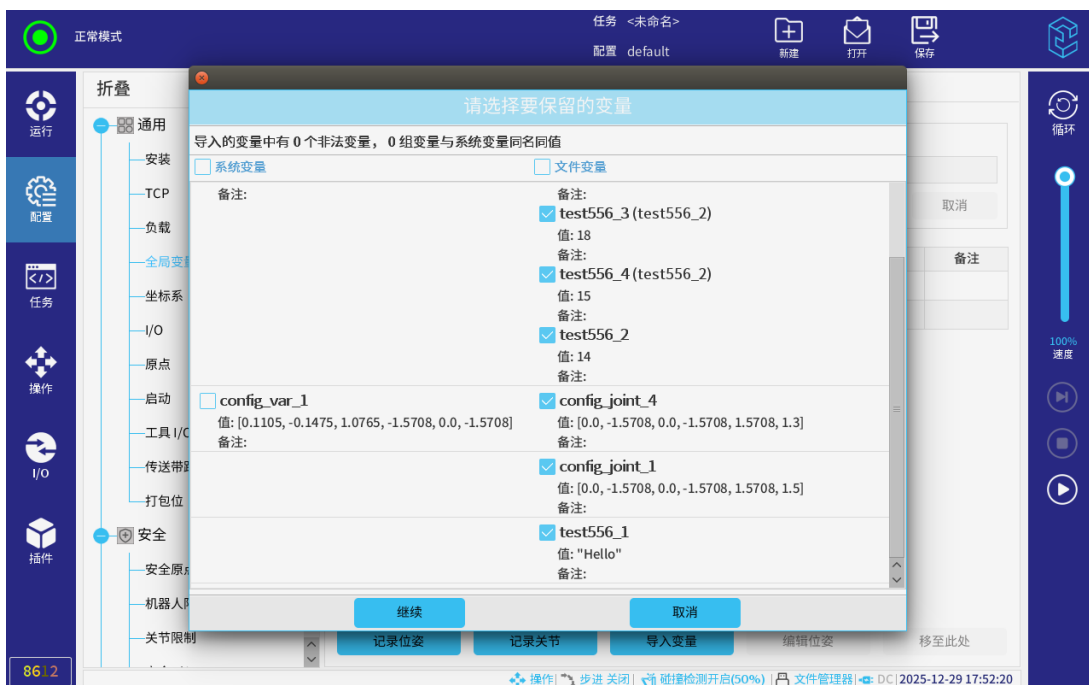 正常模式
任务 <未命名>
配置 default
新建
打开
保存
运行
配置
任务
操作
I/O
插件
8612
折叠
通用
安装
TCP
负载
全局变
坐标系
I/O
原点
启动
工具 I/O
传送带
打包位
安全
安全原
机器人
关节限制
请选择要保留的变量
导入的变量中有 0 个非法变量， 0 组变量与系统变量同名同值
系统变量 文件变量
备注: 备注:
test556_3 (test556_2)
值: 18
备注:
test556_4 (test556_2)
值: 15
备注:
test556_2
值: 14
备注:
config_var_1 config_joint_4
值: [0.1105, -0.1475, 1.0765, -1.5708, 0.0, -1.5708] 值: [0.0, -1.5708, 0.0, -1.5708, 1.5708, 1.3]
备注: 备注:
config_joint_1
值: [0.0, -1.5708, 0.0, -1.5708, 1.5708, 1.5]
备注:
test556_1
值: "Hello"
备注:
继续 取消
取消
备注
记录位姿 记录关节 导入变量 编辑位姿 移至此处
操作| 步进 关闭| 碰撞检测开启(50%) | 文件管理器| DC| 2025-12-29 17:52:20
循环
100%
速度